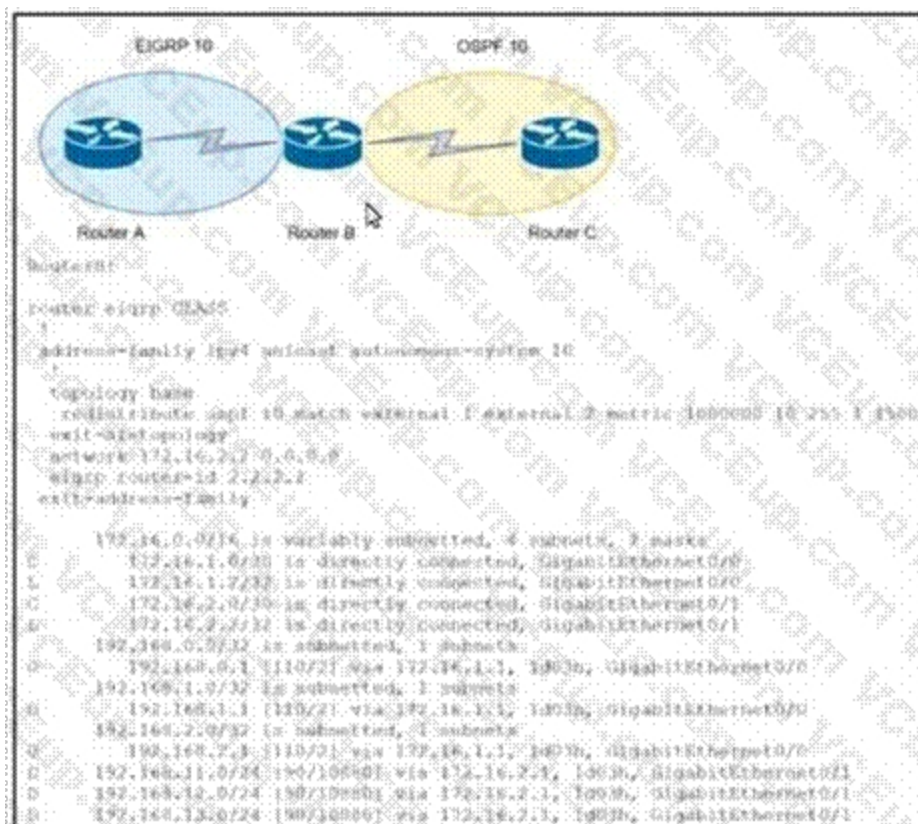 EIGRP 10
OSPF 10
Router A
Router B
Router C
RouterB#
router eigrp CLASS
!
address-family ipv4 unicast autonomous-system 10
!
topology base
redistribute ospf 10 match external 1 external 2 metric 1000000 10 255 1 1500
exit-af-topology
network 172.16.2.2 0.0.0.0
eigrp router-id 2.2.2.2
exit-address-family
172.16.0.0/16 is variably subnetted, 4 subnets, 2 masks
C 172.16.1.0/30 is directly connected, GigabitEthernet0/0
L 172.16.1.2/32 is directly connected, GigabitEthernet0/0
C 172.16.2.0/30 is directly connected, GigabitEthernet0/1
L 172.16.2.2/32 is directly connected, GigabitEthernet0/1
192.168.0.0/32 is subnetted, 1 subnets
O 192.168.0.1 [110/2] via 172.16.1.1, 1d03h, GigabitEthernet0/0
192.168.1.0/32 is subnetted, 1 subnets
O 192.168.1.1 [110/2] via 172.16.1.1, 1d03h, GigabitEthernet0/0
192.168.2.0/32 is subnetted, 1 subnets
O 192.168.2.1 [110/2] via 172.16.1.1, 1d03h, GigabitEthernet0/0
D 192.168.11.0/24 [90/10880] via 172.16.2.1, 1d03h, GigabitEthernet0/1
D 192.168.12.0/24 [90/10880] via 172.16.2.1, 1d03h, GigabitEthernet0/1
D 192.168.13.0/24 [90/10880] via 172.16.2.1, 1d03h, GigabitEthernet0/1
VCEup.com